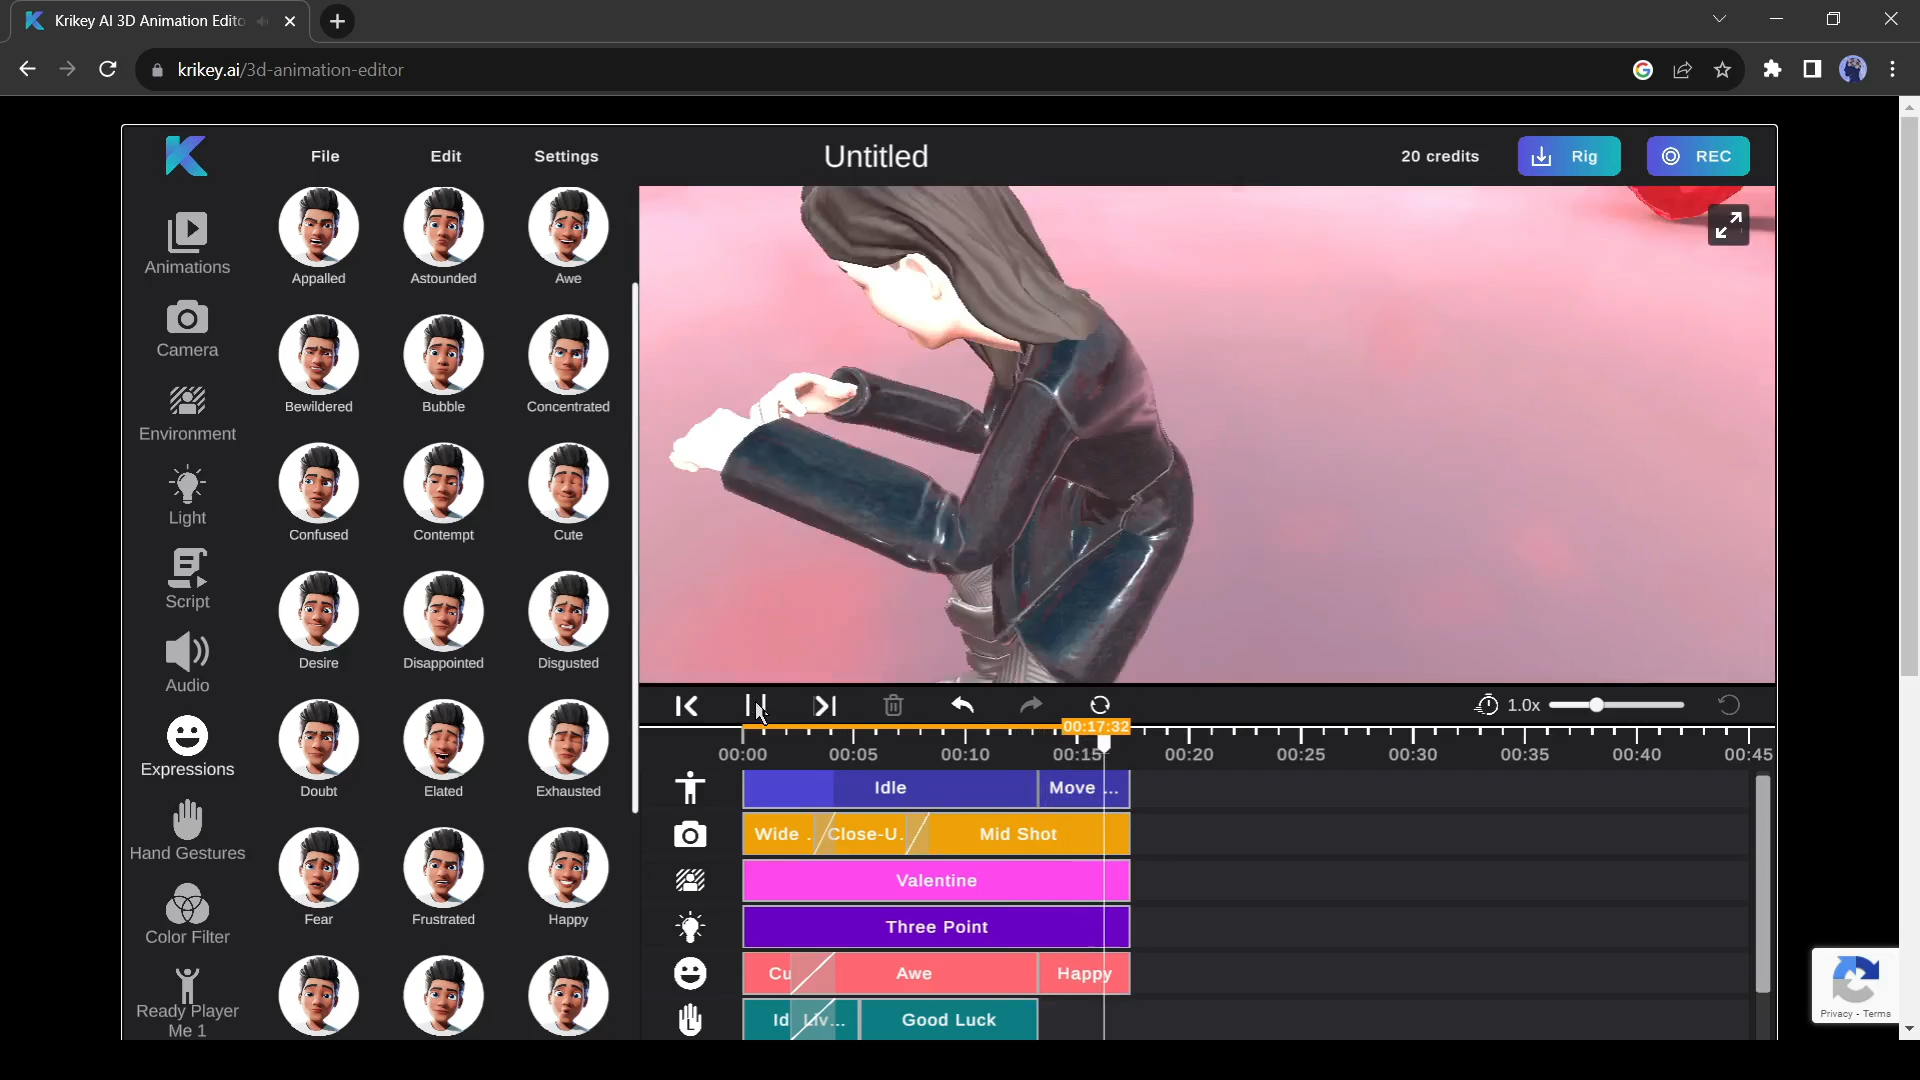 Krikey AI 3D Animation Edito
krikey.ai/3d-animation-editor
File
Edit
Settings
Untitled
20 credits
Rig
REC
Animations
Camera
Environment
Light
Script
Audio
Expressions
Hand Gestures
Color Filter
Ready Player
Me 1
Appalled
Astounded
Awe
Bewildered
Bubble
Concentrated
Confused
Contempt
Cute
Desire
Disappointed
Disgusted
Doubt
Elated
Exhausted
Fear
Frustrated
Happy
1.0x
00:17:32
00:00
00:05
00:10
00:15
00:20
00:25
00:30
00:35
00:40
00:45
Idle
Move ...
Wide .
Close-U.
Mid Shot
Valentine
Three Point
Cu
Awe
Happy
Id
Liv...
Good Luck
L
Privacy - Terms